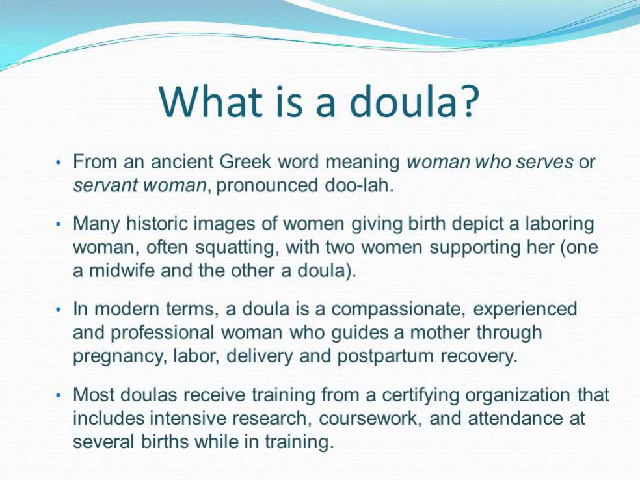 What is a doula?
• From an ancient Greek word meaning woman who serves or
servant woman, pronounced doo-lah.
• Many historic images of women giving birth depict a laboring
woman, often squatting, with two women supporting her (one
a midwife and the other a doula).
• In modern terms, a doula is a compassionate, experienced
and professional woman who guides a mother through
pregnancy, labor, delivery and postpartum recovery.
• Most doulas receive training from a certifying organization that
includes intensive research, coursework, and attendance at
several births while in training.